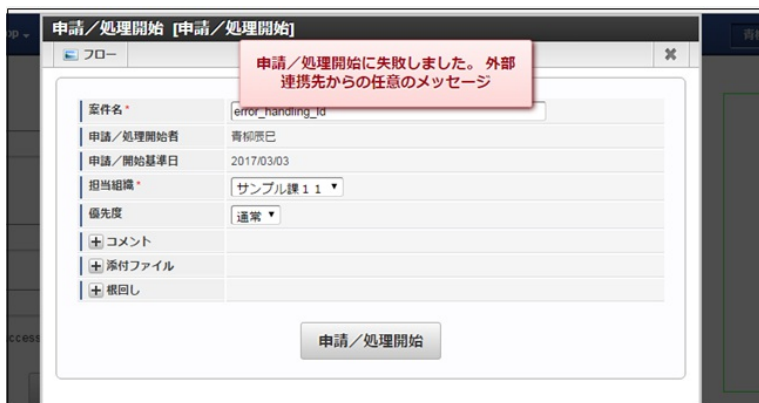 op
申請／処理開始 [申請／処理開始]
青柳
フロー
申請／処理開始に失敗しました。 外部
連携先からの任意のメッセージ
案件名*
error_handling_id
申請／処理開始者
青柳辰巳
申請／開始基準日
2017/03/03
担当組織*
サンプル課１１
優先度
通常
コメント
添付ファイル
根回し
ccess
申請／処理開始